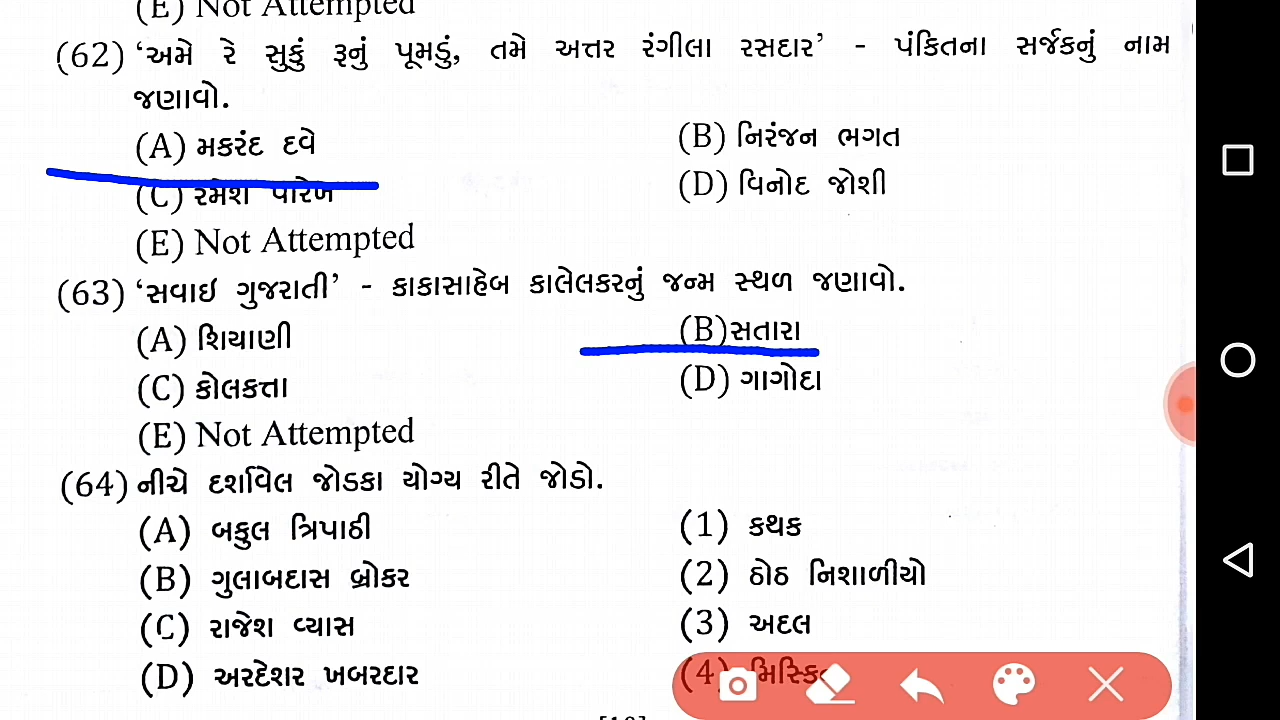 (E) Not Attempted
(62) ‘અમે રે સુકું રૂનું પૂમડું, તમે અત્તર રંગીલા રસદાર’ - પંકિતના સર્જકનું નામ
જણાવો.
(A) મકરંદ દવે (B) નિરંજન ભગત
(C) રમેશ પારેખ (D) વિનોદ જોશી
(E) Not Attempted
(63) ‘સવાઇ ગુજરાતી’ - કાકાસાહેબ કાલેલકરનું જન્મ સ્થળ જણાવો.
(A) શિયાણી (B)સતારા
(C) કોલકત્તા (D) ગાગોદા
(E) Not Attempted
(64) નીચે દર્શાવેલ જોડકા યોગ્ય રીતે જોડો.
(A) બકુલ ત્રિપાઠી (1) કથક
(B) ગુલાબદાસ બ્રોકર (2) ઠોઠ નિશાળીયો
(C) રાજેશ વ્યાસ (3) અદલ
(D) અરદેશર ખબરદાર (4)